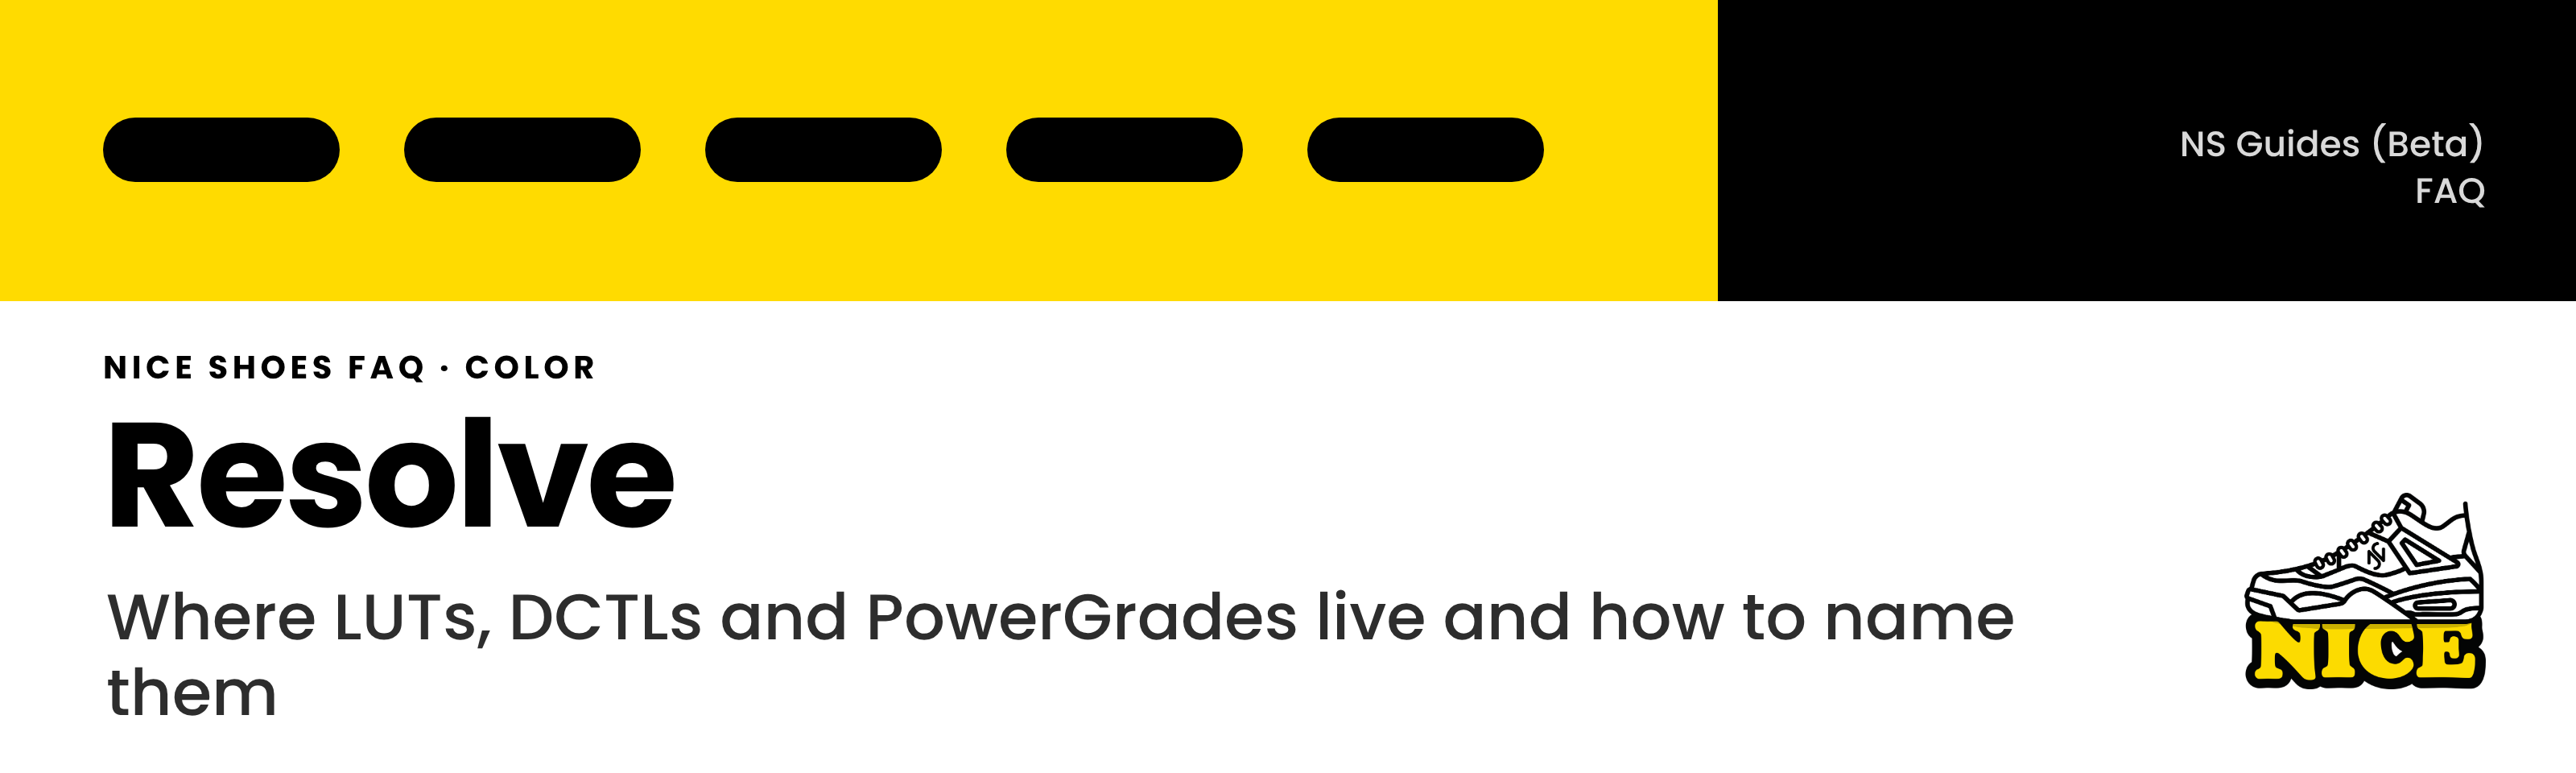 NS Guides (Beta)
FAQ
NICE SHOES FAQ · COLOR
Resolve
Where LUTs, DCTLs and PowerGrades live and how to name
them
NS
NICE